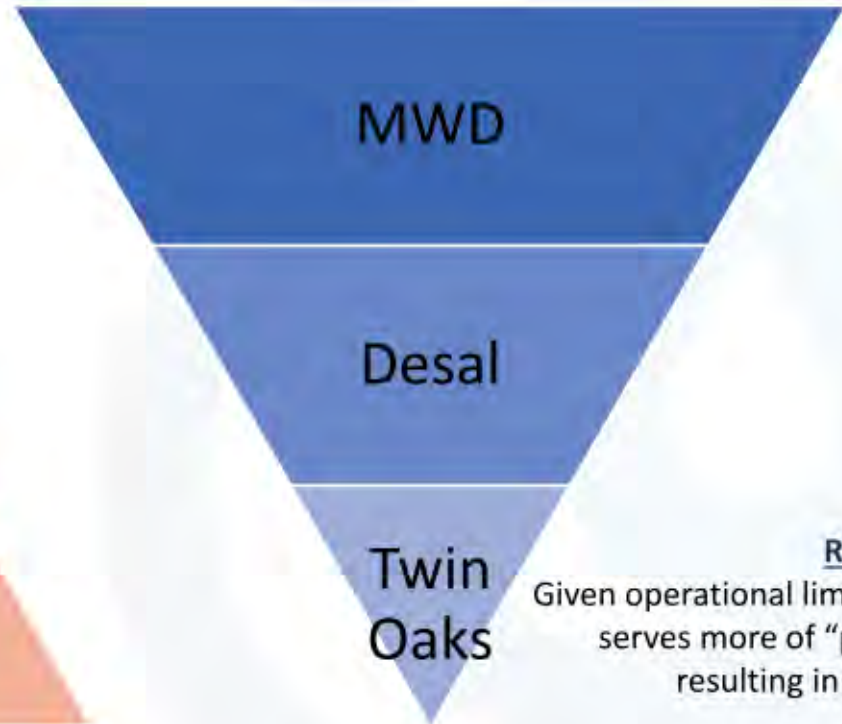 MWD
Desal
Twin
Oaks
R
Given operational lim
serves more of “p
resulting in